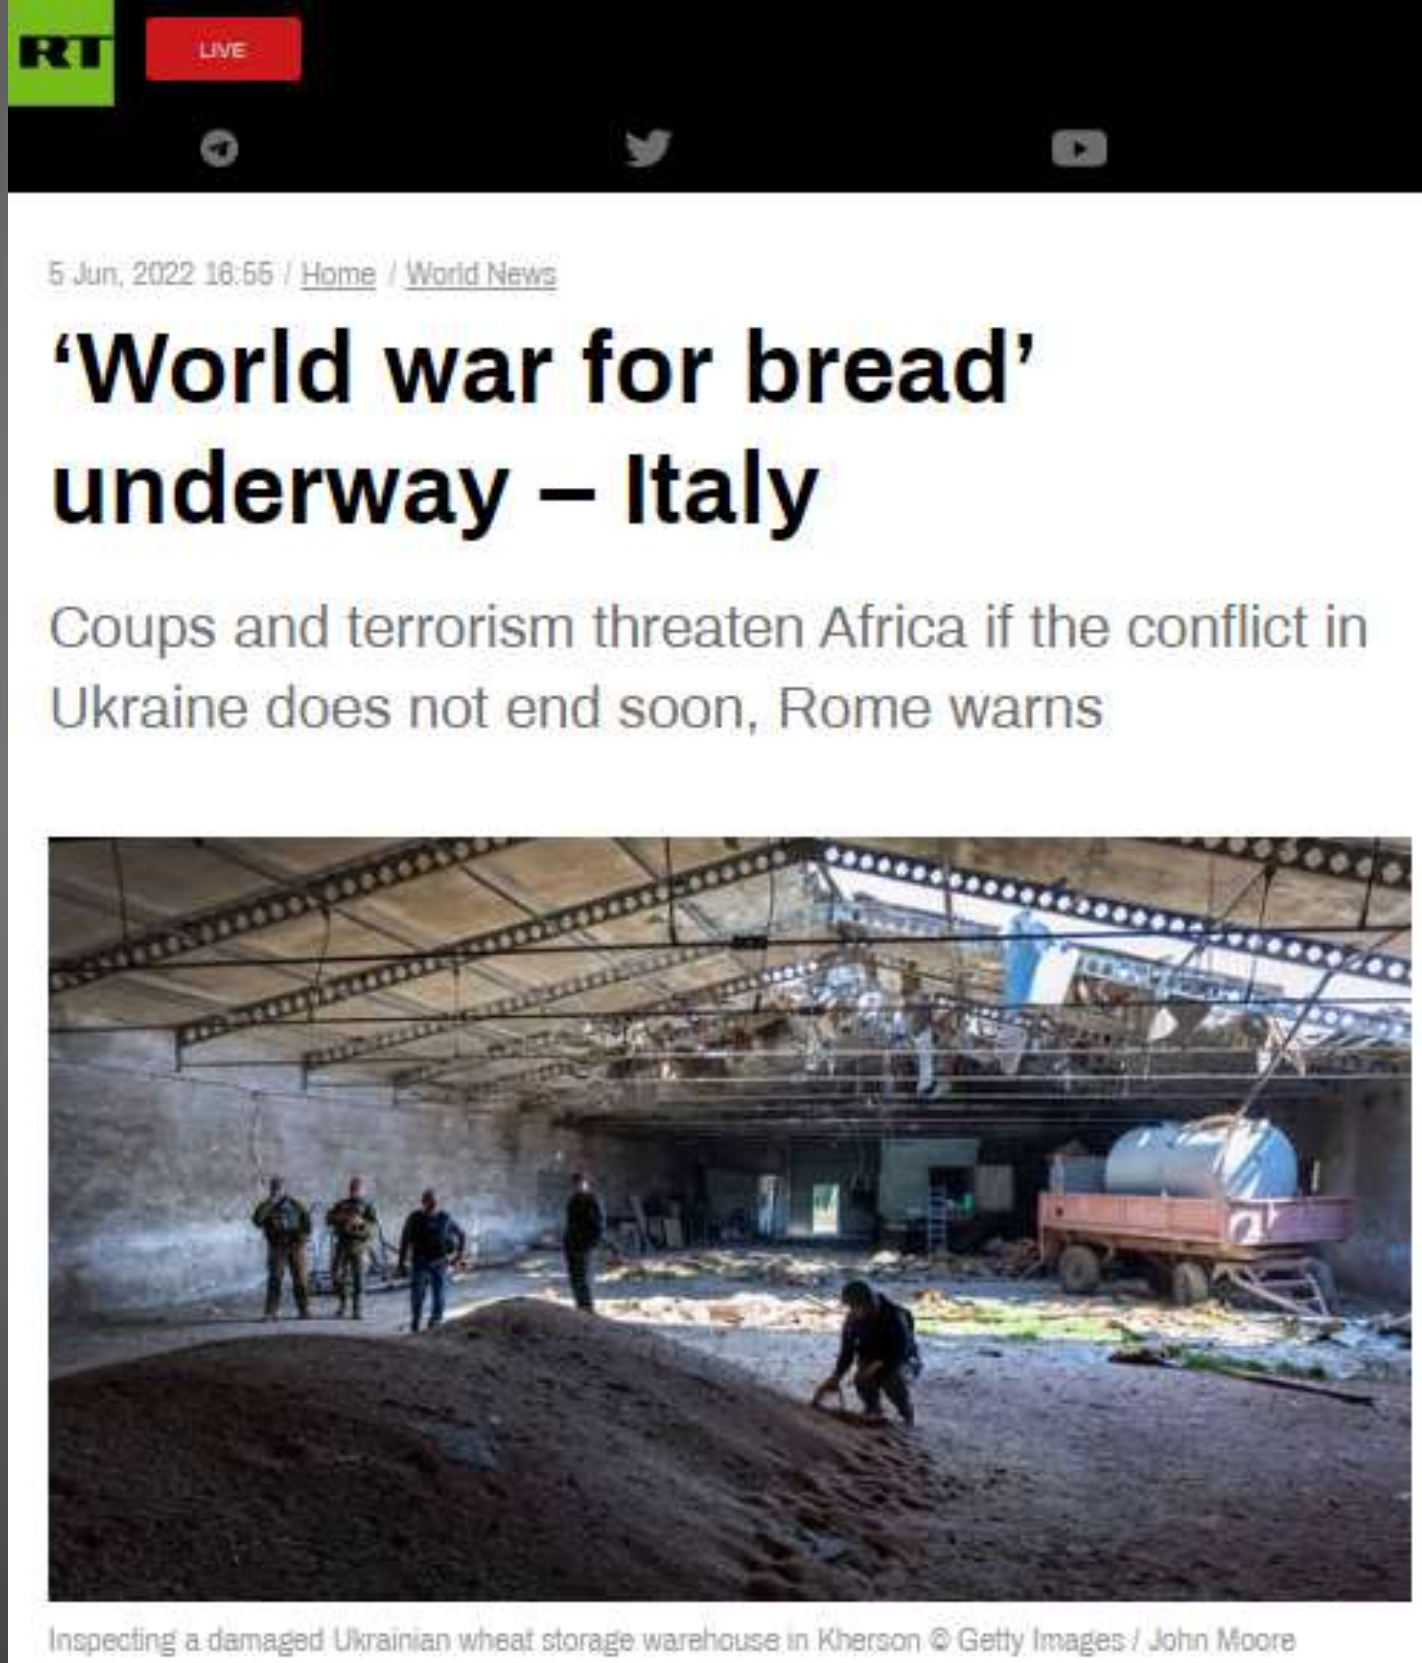 RT
LIVE
5 Jun, 2022 16:55 / Home / World News
‘World war for bread’
underway – Italy
Coups and terrorism threaten Africa if the conflict in
Ukraine does not end soon, Rome warns
Inspecting a damaged Ukrainian wheat storage warehouse in Kherson © Getty Images / John Moore